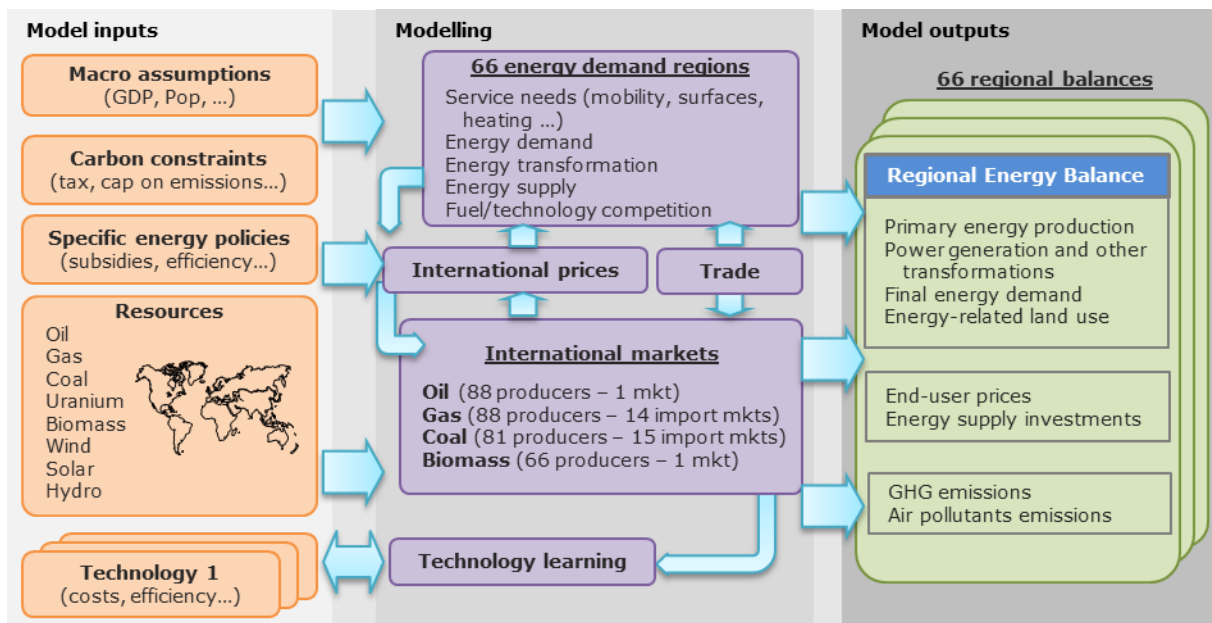 Model inputs
Macro assumptions
(GDP, Pop, ...)
Carbon constraints
(tax, cap on emissions...)
Specific energy policies
(subsidies, efficiency...)
Resources
Oil
Gas
Coal
Uranium
Biomass
Wind
Solar
Hydro
Technology 1
(costs, efficiency...)
Modelling
66 energy demand regions
Service needs (mobility, surfaces,
heating ...)
Energy demand
Energy transformation
Energy supply
Fuel/technology competition
International prices
Trade
International markets
Oil (88 producers – 1 mkt)
Gas (88 producers – 14 import mkts)
Coal (81 producers – 15 import mkts)
Biomass (66 producers – 1 mkt)
Technology learning
Model outputs
66 regional balances
Regional Energy Balance
Primary energy production
Power generation and other
transformations
Final energy demand
Energy-related land use
End-user prices
Energy supply investments
GHG emissions
Air pollutants emissions